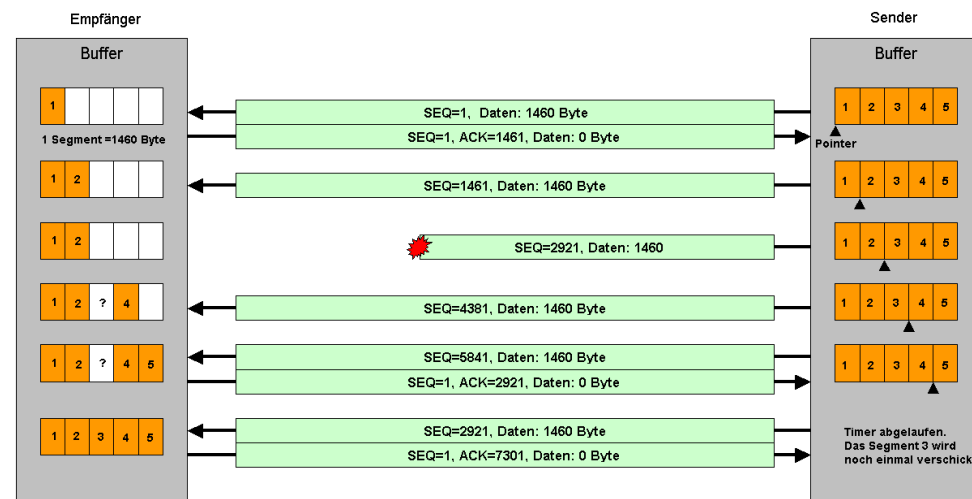 Empfänger
Sender
Buffer
Buffer
1
SEQ=1, Daten: 1460 Byte
1 2 3 4 5
1 Segment =1460 Byte
SEQ=1, ACK=1461, Daten: 0 Byte
Pointer
1 2
SEQ=1461, Daten: 1460 Byte
1 2 3 4 5
1 2
SEQ=2921, Daten: 1460
1 2 3 4 5
1 2 ? 4
SEQ=4381, Daten: 1460 Byte
1 2 3 4 5
1 2 ? 4 5
SEQ=5841, Daten: 1460 Byte
1 2 3 4 5
SEQ=1, ACK=2921, Daten: 0 Byte
1 2 3 4 5
SEQ=2921, Daten: 1460 Byte
SEQ=1, ACK=7301, Daten: 0 Byte
Timer abgelaufen.
Das Segment 3 wird
noch einmal verschick